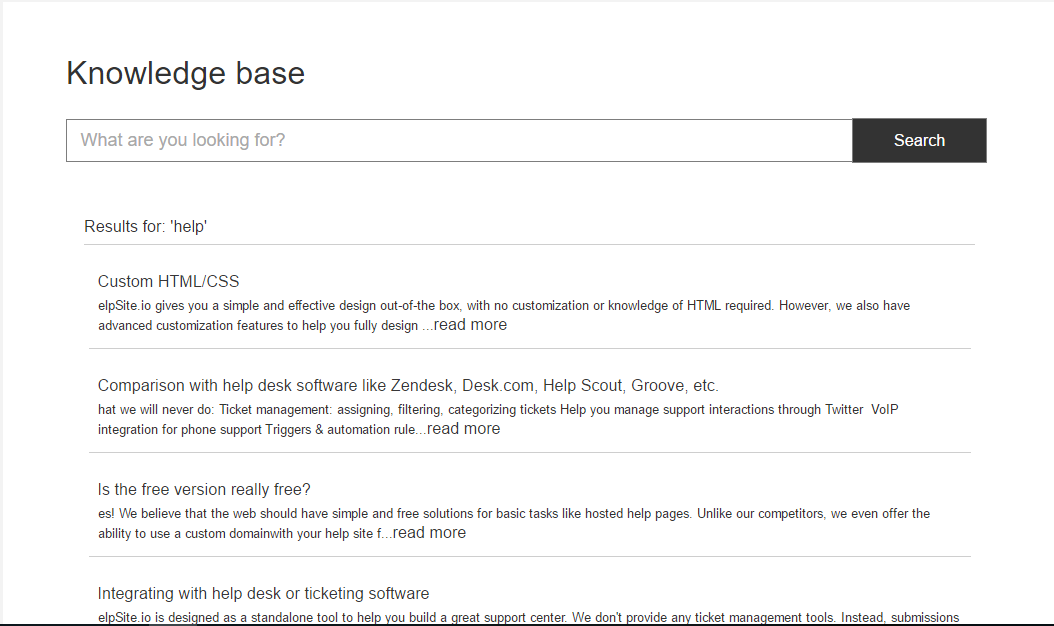 Knowledge base
What are you looking for?
Search
Results for: 'help'
Custom HTML/CSS
elpSite.io gives you a simple and effective design out-of-the box, with no customization or knowledge of HTML required. However, we also have
advanced customization features to help you fully design ...read more
Comparison with help desk software like Zendesk, Desk.com, Help Scout, Groove, etc.
hat we will never do: Ticket management: assigning, filtering, categorizing tickets Help you manage support interactions through Twitter  VoIP
integration for phone support Triggers & automation rule...read more
Is the free version really free?
es! We believe that the web should have simple and free solutions for basic tasks like hosted help pages. Unlike our competitors, we even offer the
ability to use a custom domainwith your help site f...read more
Integrating with help desk or ticketing software
elpSite.io is designed as a standalone tool to help you build a great support center. We don't provide any ticket management tools. Instead, submissions